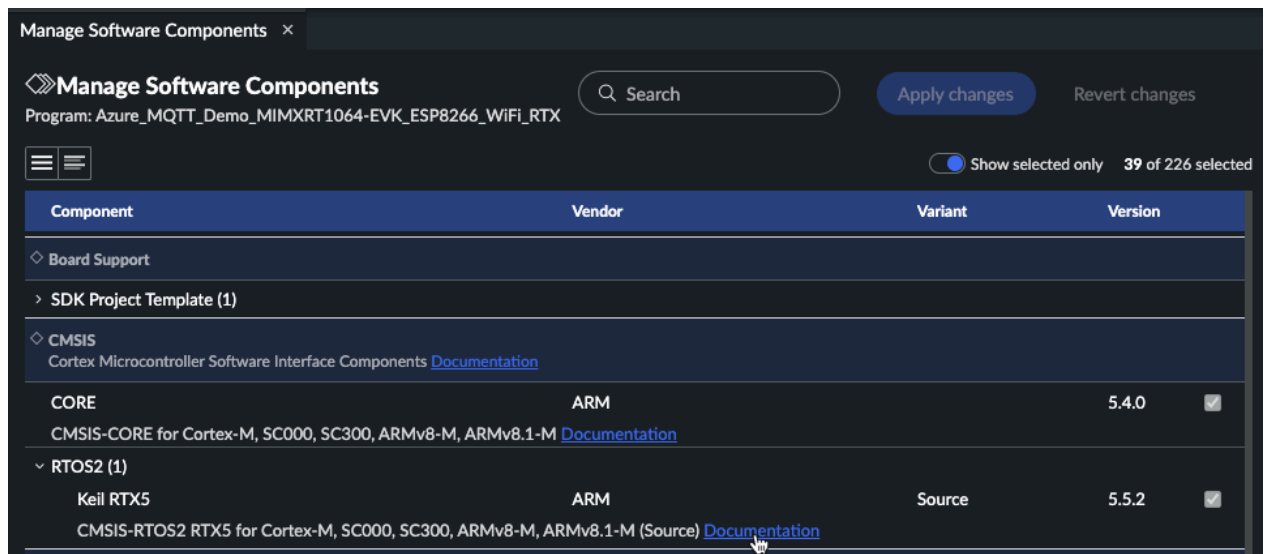 Manage Software Components ×
Manage Software Components
Program: Azure_MQTT_Demo_MIMXRT1064-EVK_ESP8266_WiFi_RTX
Search
Apply changes
Revert changes
Show selected only 39 of 226 selected
Component Vendor Variant Version
Board Support
SDK Project Template (1)
CMSIS
Cortex Microcontroller Software Interface Components Documentation
CORE ARM 5.4.0
CMSIS-CORE for Cortex-M, SC000, SC300, ARMv8-M, ARMv8.1-M Documentation
RTOS2 (1)
Keil RTX5 ARM Source 5.5.2
CMSIS-RTOS2 RTX5 for Cortex-M, SC000, SC300, ARMv8-M, ARMv8.1-M (Source) Documentation